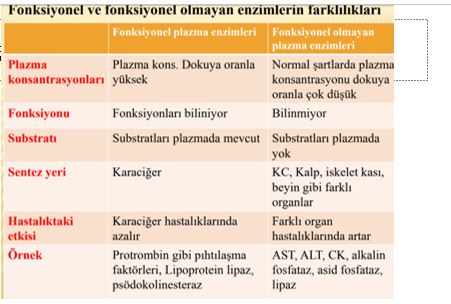 Fonksiyonel ve fonksiyonel olmayan enzimlerin farklılıkları
Fonksiyonel plazma enzimleri
Fonksiyonel olmayan
plazma enzimleri
Plazma
konsantrasyonları
Plazma kons. Dokuya oranla
yüksek
Normal şartlarda plazma
konsantrasyonu dokuya
oranla çok düşük
Fonksiyonu
Fonksiyonları biliniyor
Bilinmiyor
Substratı
Substratları plazmada mevcut
Substratları plazmada
yok
Sentez yeri
Karaciğer
KC, Kalp, iskelet kası,
beyin gibi farklı
organlar
Hastalıktaki
etkisi
Karaciğer hastalıklarında
azalır
Farklı organ
hastalıklarında artar
Örnek
Protrombin gibi pıhtılaşma
faktörleri, Lipoprotein lipaz,
psödokolinesteraz
AST, ALT, CK, alkalin
fosfataz, asid fosfataz,
lipaz